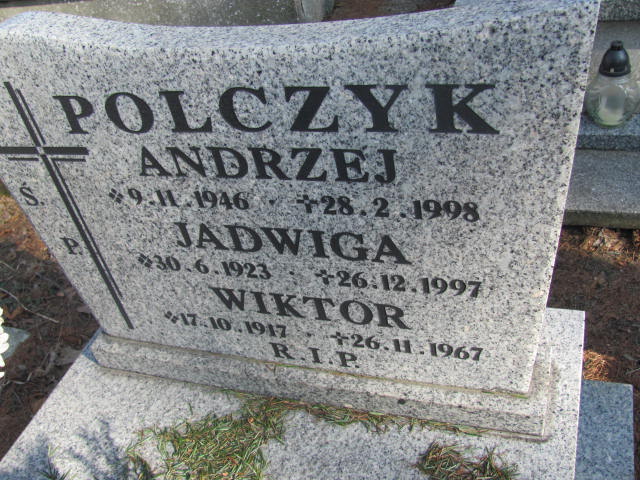 POLCZYK
ANDRZEJ
Ś.
*9.11.1946 · +28.2.1998
JADWIGA
P.
*30.6.1923 · +26.12.1997
WIKTOR
*17.10.1917 · +26.11.1967
R.I.P.